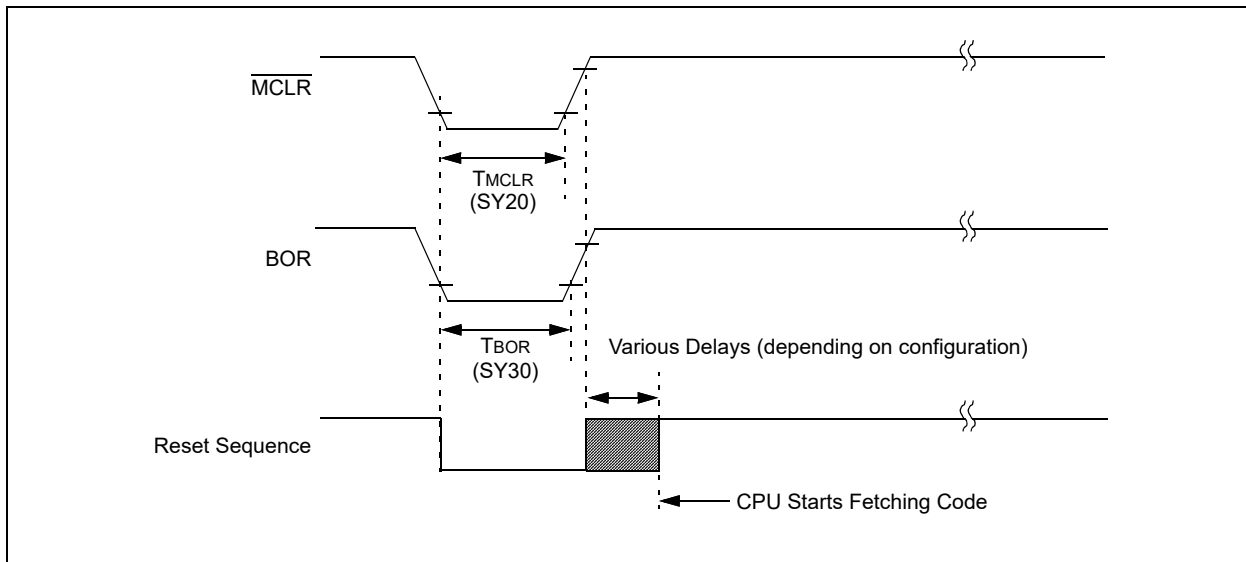 MCLR
TMCLR
(SY20)
BOR
TBOR
(SY30)
Various Delays (depending on configuration)
Reset Sequence
CPU Starts Fetching Code